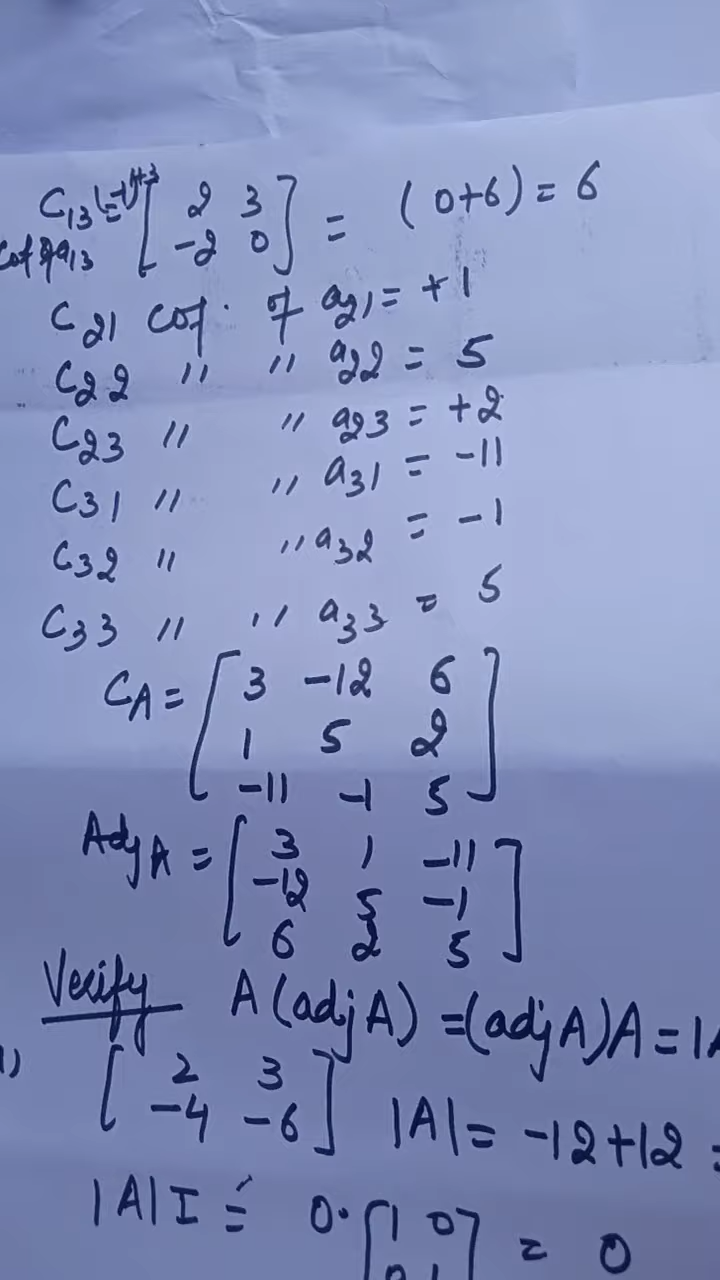 C13 = (-1)^1+3 [ 2 3 = (0+6) = 6
cof of a13 -2 0 ]
C21 cof. of a21 = +1
C22 〃 〃 a22 = 5
C23 〃 〃 a23 = +2
C31 〃 〃 a31 = -11
C32 〃 〃 a32 = -1
C33 〃 〃 a33 = 5
CA = [ 3 -12 6
1 5 2
-11 -1 5 ]
Adj A = [ 3 1 -11
-12 5 -1
6 2 5 ]
Verify A(adj A) = (adj A)A = |A
1) [ 2 3
-4 -6 ] |A| = -12+12 =
|A| I = 0. [ 1 0 = 0
0 1